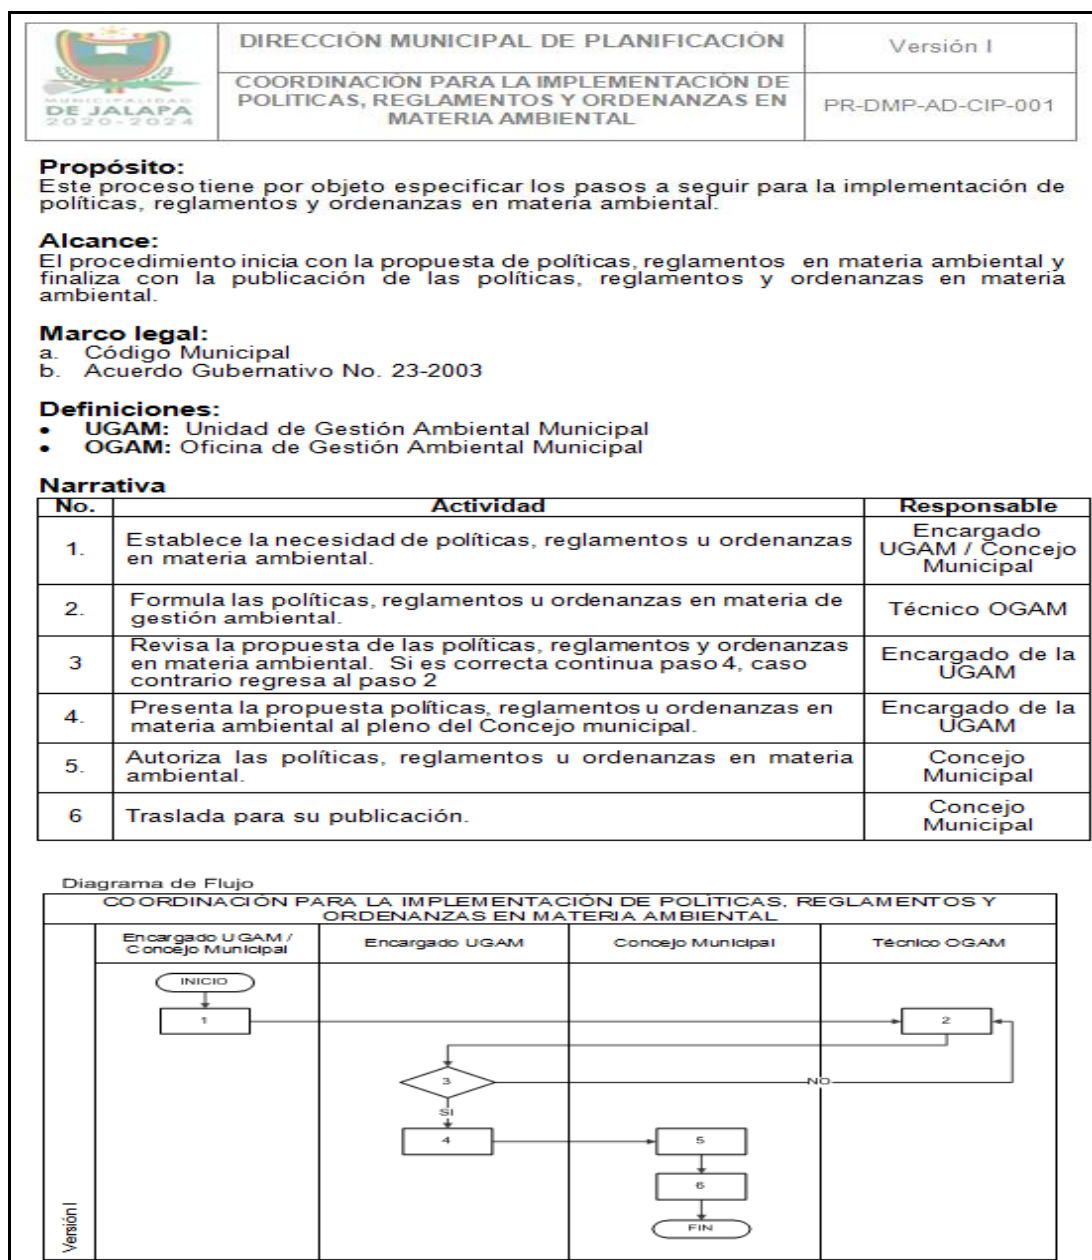 MUNICIPALIDAD
DE JALAPA
2020-2024
DIRECCIÓN MUNICIPAL DE PLANIFICACIÓN
Versión I
COORDINACIÓN PARA LA IMPLEMENTACIÓN DE
POLITICAS, REGLAMENTOS Y ORDENANZAS EN
MATERIA AMBIENTAL
PR-DMP-AD-CIP-001
Propósito:
Este proceso tiene por objeto especificar los pasos a seguir para la implementación de
políticas, reglamentos y ordenanzas en materia ambiental.
Alcance:
El procedimiento inicia con la propuesta de políticas, reglamentos en materia ambiental y
finaliza con la publicación de las políticas, reglamentos y ordenanzas en materia
ambiental.
Marco legal:
a. Código Municipal
b. Acuerdo Gubernativo No. 23-2003
Definiciones:
• UGAM: Unidad de Gestión Ambiental Municipal
• OGAM: Oficina de Gestión Ambiental Municipal
Narrativa
No. Actividad Responsable
1. Establece la necesidad de políticas, reglamentos u ordenanzas
en materia ambiental.
Encargado
UGAM / Concejo
Municipal
2. Formula las políticas, reglamentos u ordenanzas en materia de
gestión ambiental.
Técnico OGAM
3 Revisa la propuesta de las políticas, reglamentos y ordenanzas
en materia ambiental. Si es correcta continua paso 4, caso
contrario regresa al paso 2
Encargado de la
UGAM
4. Presenta la propuesta políticas, reglamentos u ordenanzas en
materia ambiental al pleno del Concejo municipal.
Encargado de la
UGAM
5. Autoriza las políticas, reglamentos u ordenanzas en materia
ambiental.
Concejo
Municipal
6 Traslada para su publicación.
Concejo
Municipal
Diagrama de Flujo
COORDINACIÓN PARA LA IMPLEMENTACIÓN DE POLÍTICAS, REGLAMENTOS Y
ORDENANZAS EN MATERIA AMBIENTAL
Encargado UGAM /
Concejo Municipal
Encargado UGAM
Concejo Municipal
Técnico OGAM
INICIO
1
2
3
NO
SI
4
5
6
FIN
Versión I